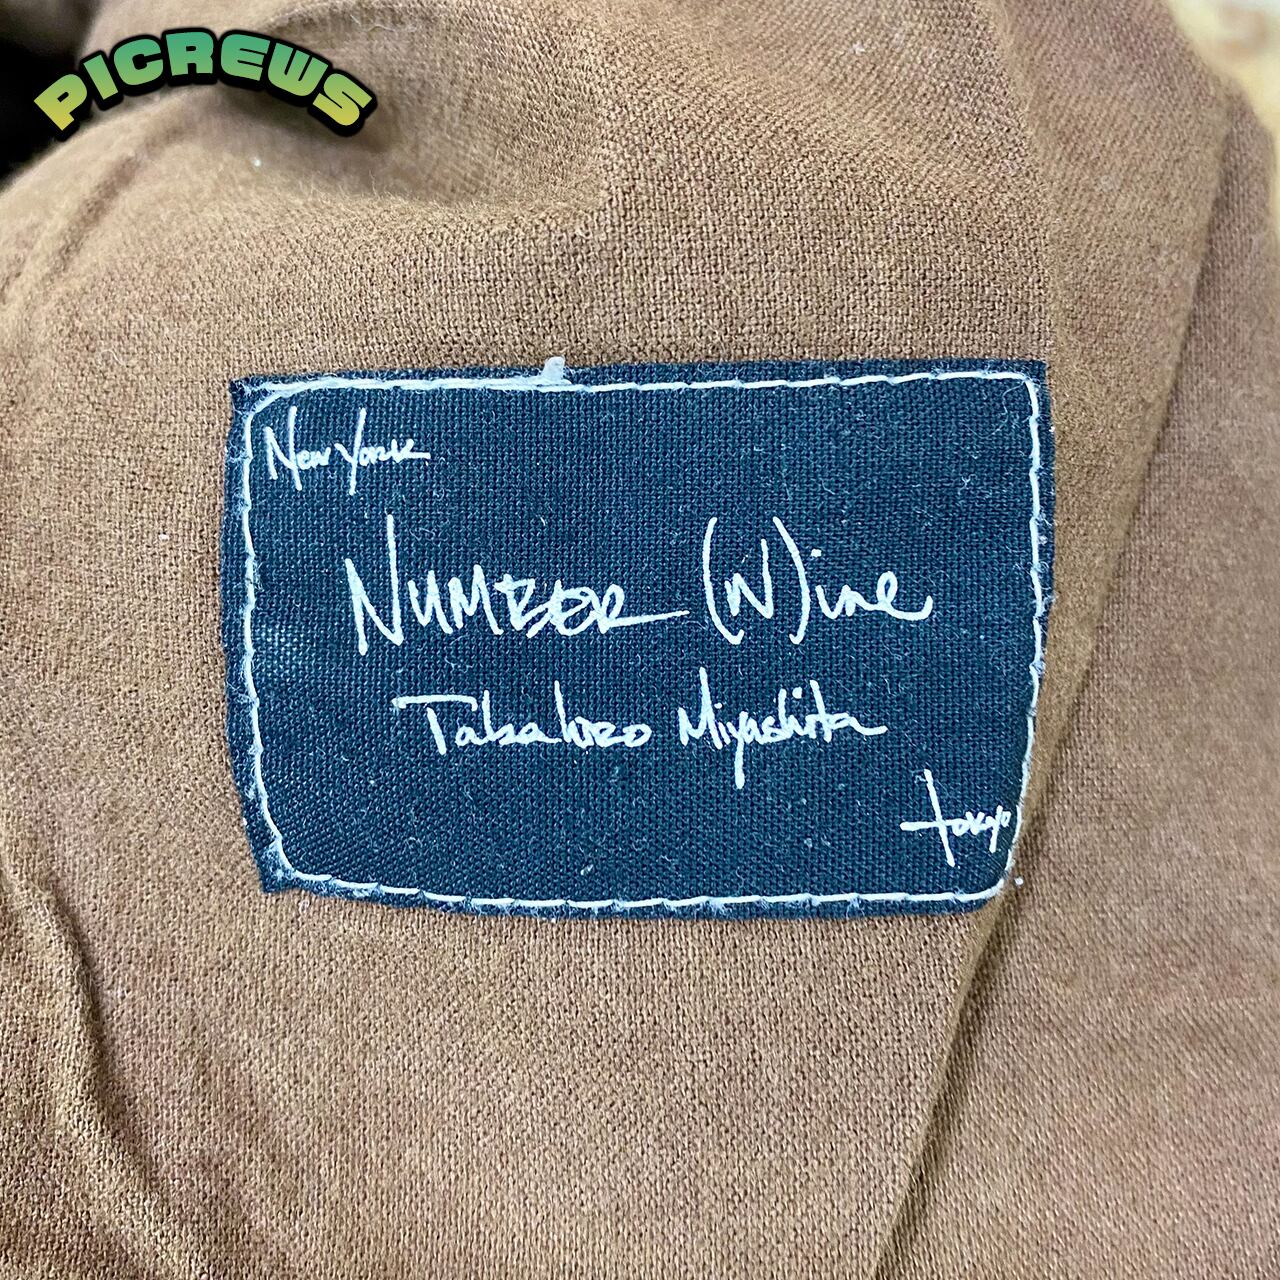 PICREWS
New York
NUMBER (N)ine
Takahiro Miyashita
tokyo